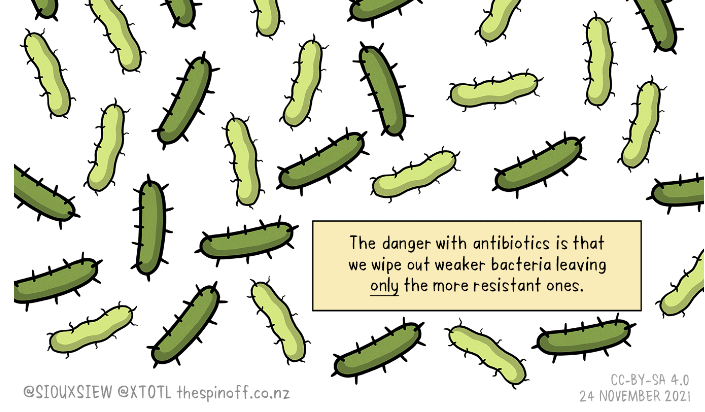 The danger with antibiotics is that
we wipe out weaker bacteria leaving
only the more resistant ones.
@SIOUXSIEW @XTOTL thespinoff.co.nz
CC-BY-SA 4.0
24 NOVEMBER 2021